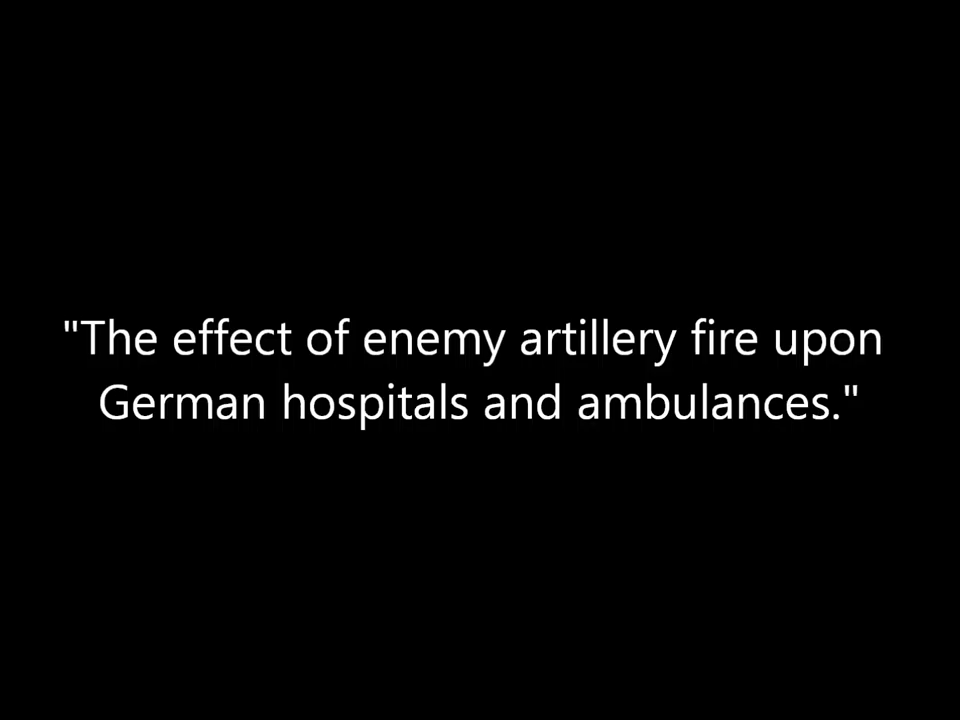 "The effect of enemy artillery fire upon
German hospitals and ambulances."